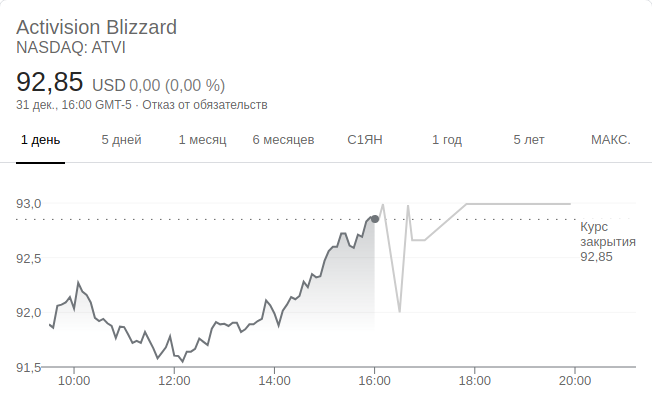 Activision Blizzard
NASDAQ: ATVI
92,85 USD 0,00 (0,00 %)
31 дек., 16:00 GMT-5 · Отказ от обязательств
1 день 5 дней 1 месяц 6 месяцев С1ЯН 1 год 5 лет МАКС.
93,0
Курс
закрытия
92,85
92,5
92,0
91,5
10:00 12:00 14:00 16:00 18:00 20:00